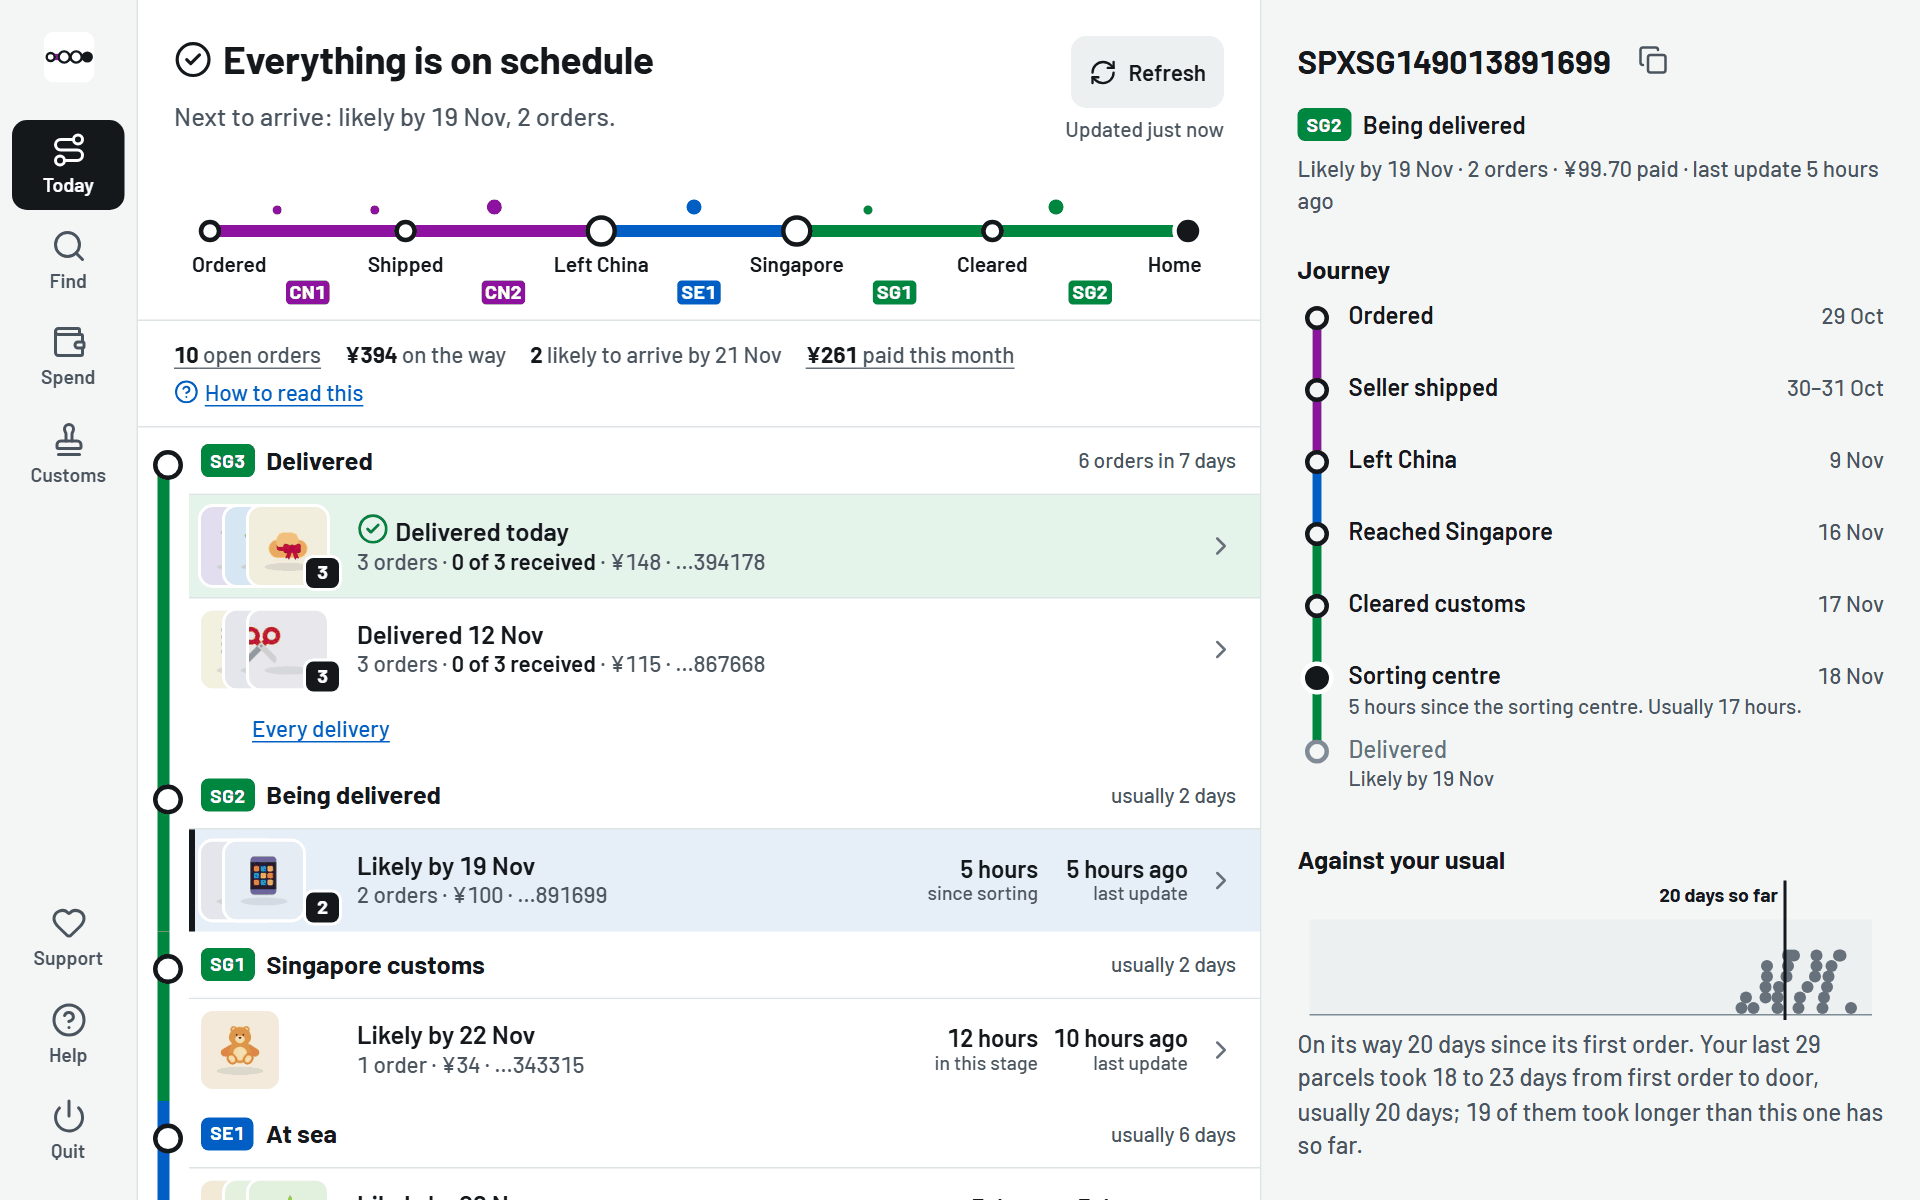 Today
Find
Spend
Customs
Support
Help
Quit
Everything is on schedule
Next to arrive: likely by 19 Nov, 2 orders.
Refresh
Updated just now
Ordered
Shipped
Left China
Singapore
Cleared
Home
CN1
CN2
SE1
SG1
SG2
10 open orders
¥394 on the way
2 likely to arrive by 21 Nov
¥261 paid this month
How to read this
SG3 Delivered
6 orders in 7 days
Delivered today
3 orders · 0 of 3 received · ¥148 · …394178
3
Delivered 12 Nov
3 orders · 0 of 3 received · ¥115 · …867668
3
Every delivery
SG2 Being delivered
usually 2 days
Likely by 19 Nov
2 orders · ¥100 · …891699
2
5 hours
since sorting
5 hours ago
last update
SG1 Singapore customs
usually 2 days
Likely by 22 Nov
1 order · ¥34 · …343315
12 hours
in this stage
10 hours ago
last update
SE1 At sea
usually 6 days
SPXSG149013891699
SG2 Being delivered
Likely by 19 Nov · 2 orders · ¥99.70 paid · last update 5 hours
ago
Journey
Ordered
29 Oct
Seller shipped
30–31 Oct
Left China
9 Nov
Reached Singapore
16 Nov
Cleared customs
17 Nov
Sorting centre
18 Nov
5 hours since the sorting centre. Usually 17 hours.
Delivered
Likely by 19 Nov
Against your usual
20 days so far
On its way 20 days since its first order. Your last 29
parcels took 18 to 23 days from first order to door,
usually 20 days; 19 of them took longer than this one has
so far.